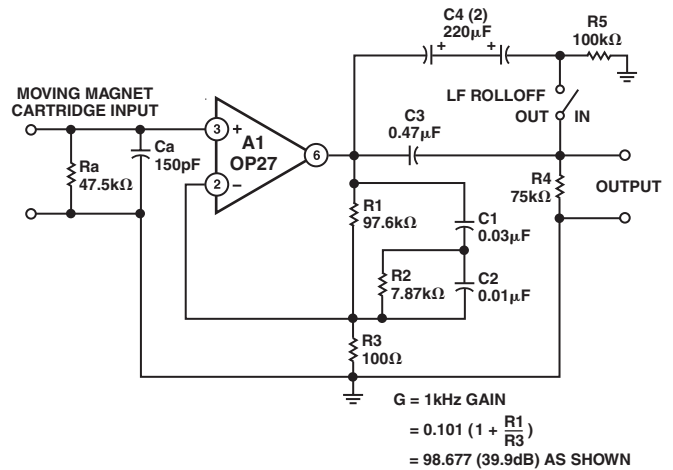 C4 (2)
220µF
+ +
R5
100kΩ
MOVING MAGNET
CARTRIDGE INPUT
LF ROLLOFF
OUT IN
C3
0.47µF
3 +
A1
OP27
6
2 –
Ca
150pF
Ra
47.5kΩ
R4
75kΩ
OUTPUT
R1
97.6kΩ
C1
0.03µF
R2
7.87kΩ
C2
0.01µF
R3
100Ω
G = 1kHz GAIN
= 0.101 (1 + R1/R3)
= 98.677 (39.9dB) AS SHOWN